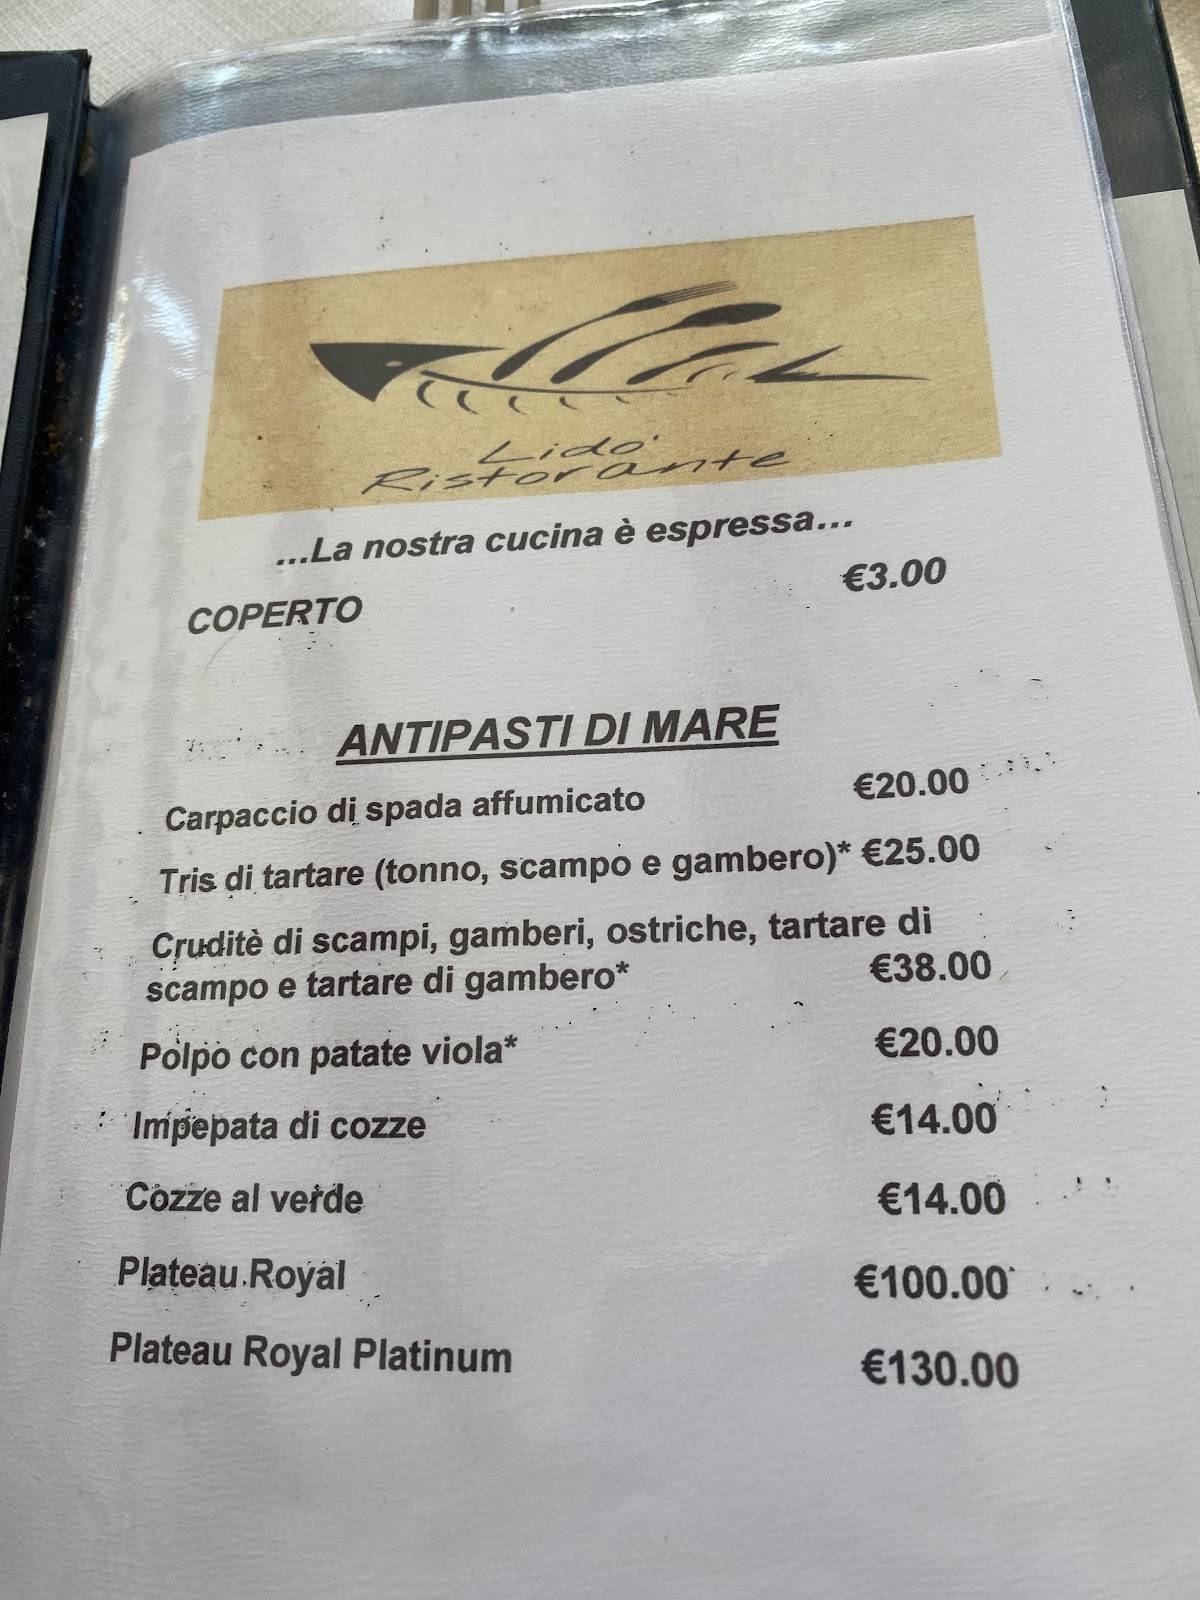 Lido'
Ristorante
...La nostra cucina è espressa...
COPERTO €3.00
ANTIPASTI DI MARE
Carpaccio di spada affumicato €20.00
Tris di tartare (tonno, scampo e gambero)* €25.00
Cruditè di scampi, gamberi, ostriche, tartare di
scampo e tartare di gambero* €38.00
Polpo con patate viola* €20.00
Impepata di cozze €14.00
Cozze al verde €14.00
Plateau Royal €100.00
Plateau Royal Platinum €130.00